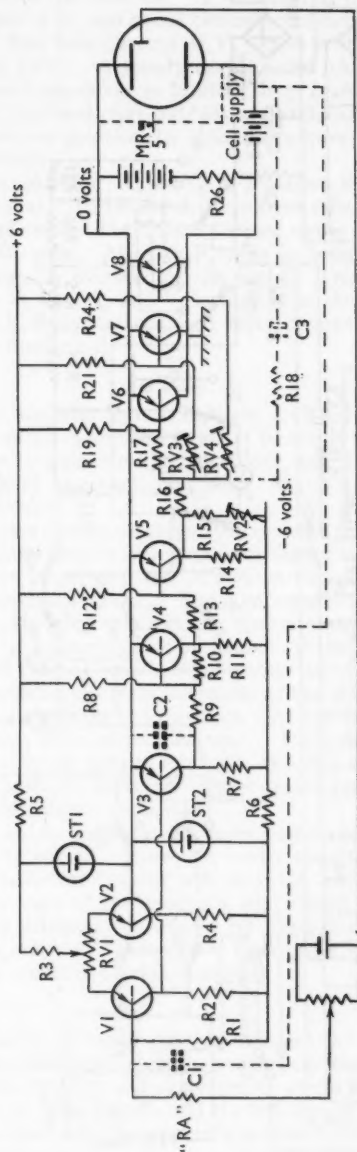 +6 volts
0 volts
R5
R3
RV1
ST1
V1
V2
R8
R12
R19
R21
R24
V3
C2
V4
V5
V6
V7
V8
MR
5
ST2
R9
R10
R13
R16
R17
RV3
RV4
R26
Cell supply
C1
R1
R2
R4
R6
R7
R11
R14
R15
RV2
-6 volts.
R18
C3
"RA"